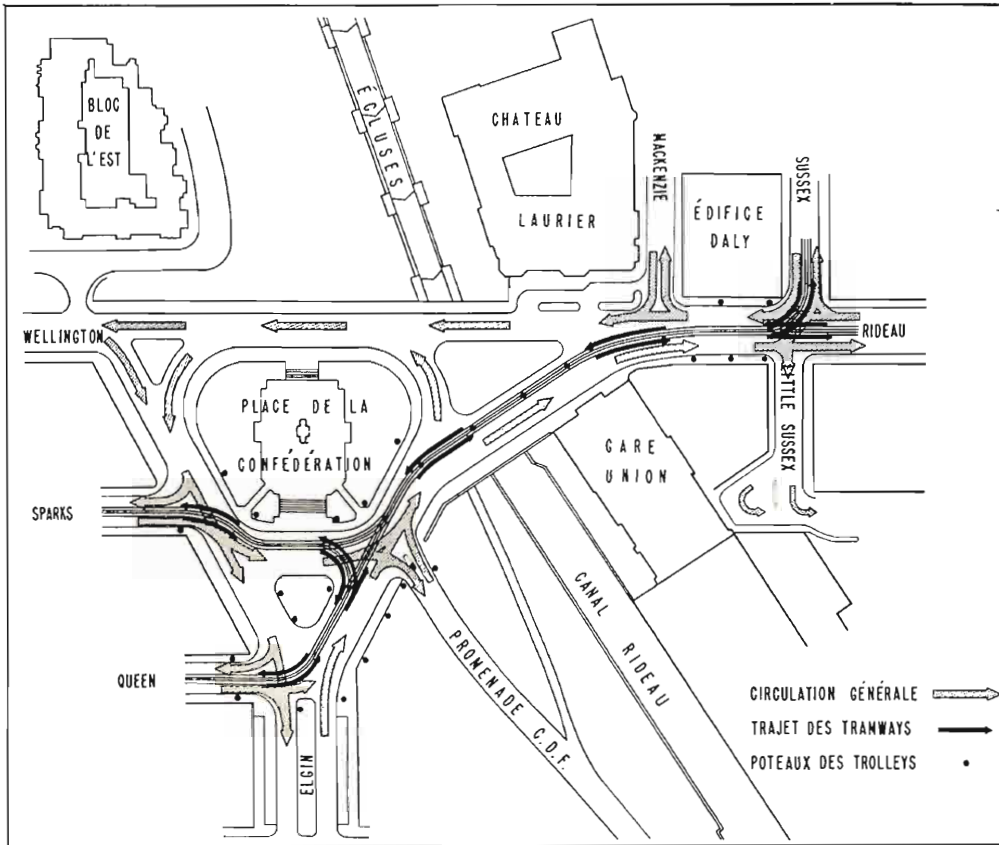 BLOC
DE
L'EST
ÉCLUSES
CHATEAU
LAURIER
MACKENZIE
ÉDIFICE
DALY
SUSSEX
WELLINGTON
RIDEAU
PLACE DE LA
CONFÉDÉRATION
GARE
UNION
TTLE SUSSEX
SPARKS
CANAL RIDEAU
PROMENADE C.D.F.
QUEEN
ELGIN
CIRCULATION GÉNÉRALE
TRAJET DES TRAMWAYS
POTEAUX DES TROLLEYS